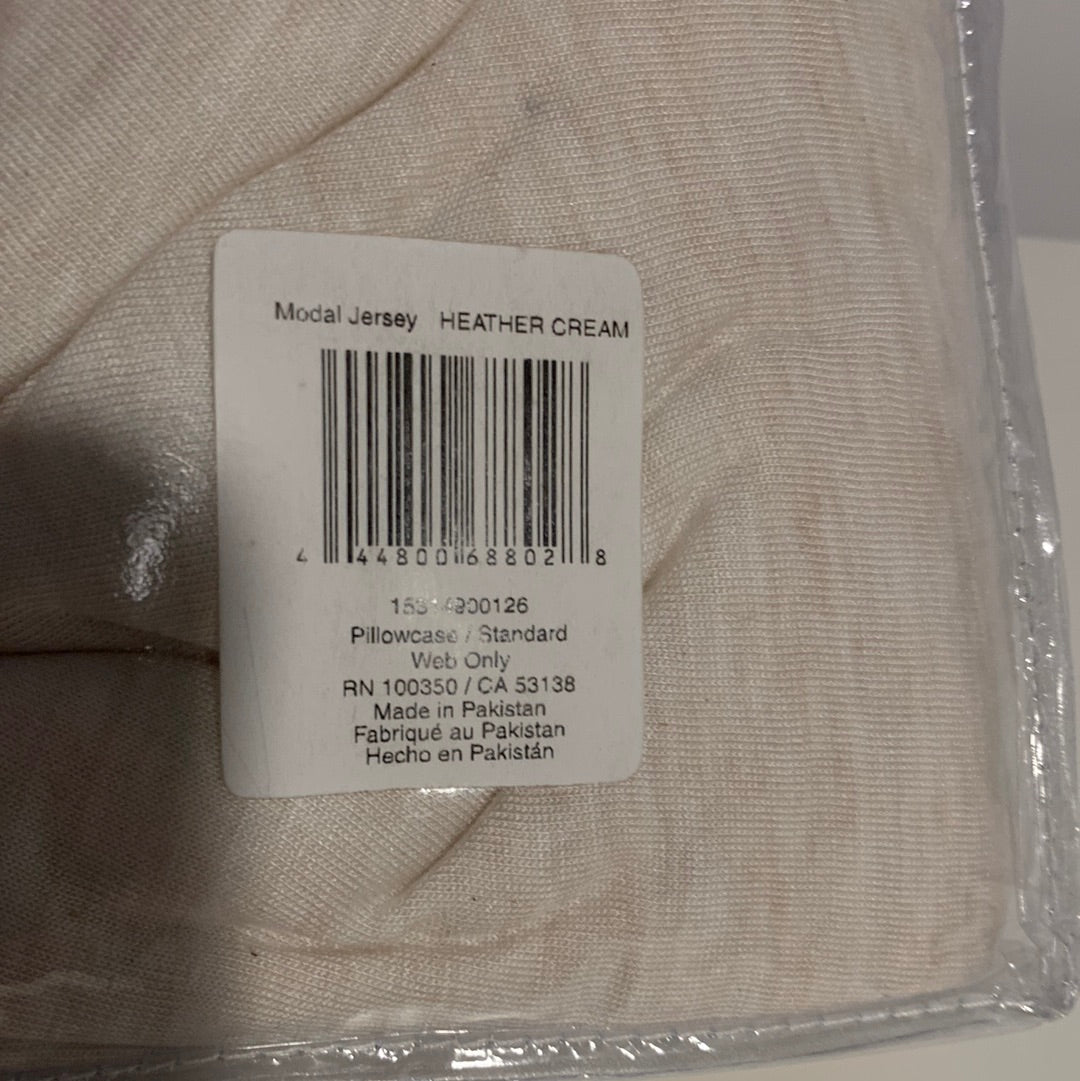 Modal Jersey HEATHER CREAM
4 44800 68802 8
Pillowcase / Standard
Web Only
RN 100350 / CA 53138
Made in Pakistan
Fabriqué au Pakistan
Hecho en Pakistán